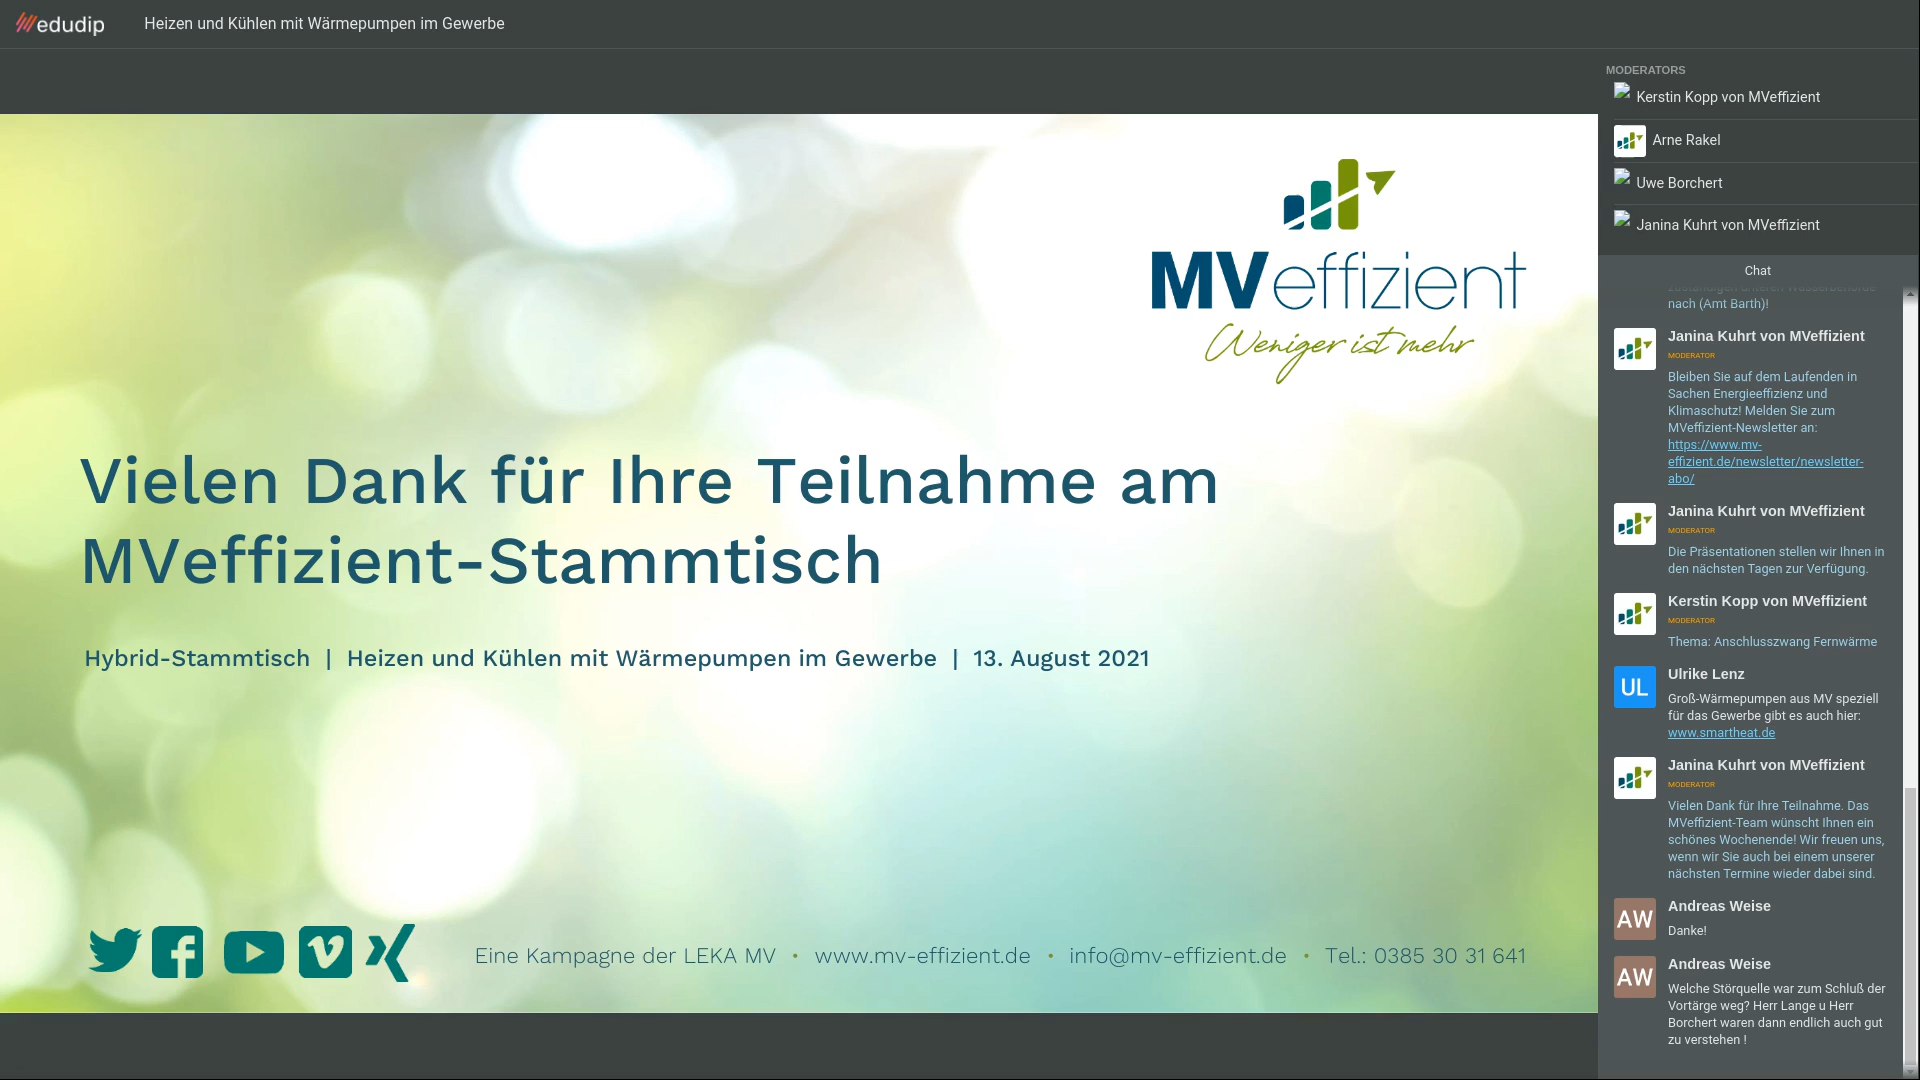 edudip
Heizen und Kühlen mit Wärmepumpen im Gewerbe
MODERATORS
Kerstin Kopp von MVeffizient
Arne Rakel
Uwe Borchert
Janina Kuhrt von MVeffizient
MVeffizient
Weniger ist mehr
Vielen Dank für Ihre Teilnahme am
MVeffizient-Stammtisch
Hybrid-Stammtisch | Heizen und Kühlen mit Wärmepumpen im Gewerbe | 13. August 2021
Eine Kampagne der LEKA MV • www.mv-effizient.de • info@mv-effizient.de • Tel.: 0385 30 31 641
Chat
nach (Amt Barth)!
Janina Kuhrt von MVeffizient
MODERATOR
Bleiben Sie auf dem Laufenden in
Sachen Energieeffizienz und
Klimaschutz! Melden Sie zum
MVeffizient-Newsletter an:
https://www.mv-
effizient.de/newsletter/newsletter-
abo/
Janina Kuhrt von MVeffizient
MODERATOR
Die Präsentationen stellen wir Ihnen in
den nächsten Tagen zur Verfügung.
Kerstin Kopp von MVeffizient
MODERATOR
Thema: Anschlusszwang Fernwärme
UL
Ulrike Lenz
Groß-Wärmepumpen aus MV speziell
für das Gewerbe gibt es auch hier:
www.smartheat.de
Janina Kuhrt von MVeffizient
MODERATOR
Vielen Dank für Ihre Teilnahme. Das
MVeffizient-Team wünscht Ihnen ein
schönes Wochenende! Wir freuen uns,
wenn wir Sie auch bei einem unserer
nächsten Termine wieder dabei sind.
AW
Andreas Weise
Danke!
AW
Andreas Weise
Welche Störquelle war zum Schluß der
Vortärge weg? Herr Lange u Herr
Borchert waren dann endlich auch gut
zu verstehen !